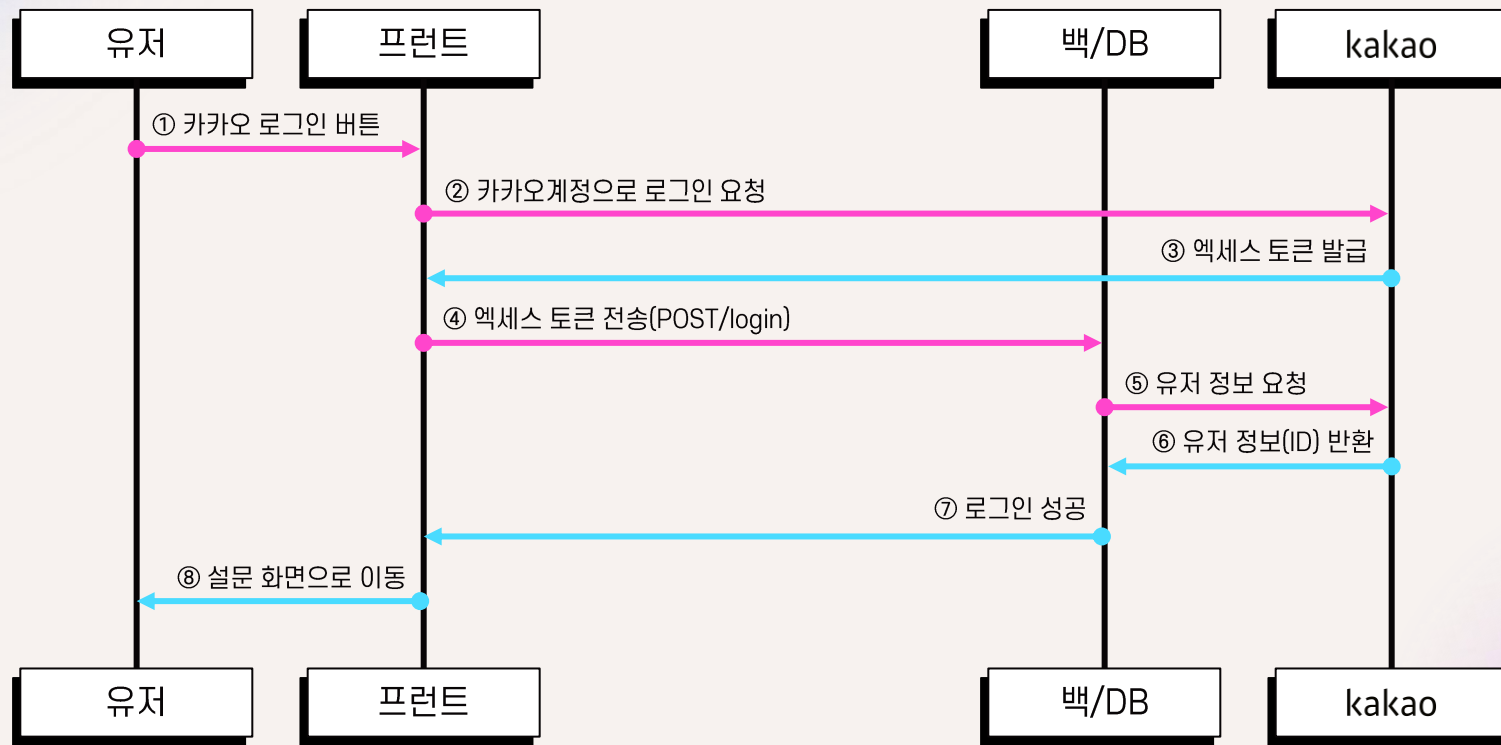 유저
프런트
백/DB
kakao
① 카카오 로그인 버튼
② 카카오계정으로 로그인 요청
③ 엑세스 토큰 발급
④ 엑세스 토큰 전송(POST/login)
⑤ 유저 정보 요청
⑥ 유저 정보(ID) 반환
⑦ 로그인 성공
⑧ 설문 화면으로 이동
유저
프런트
백/DB
kakao